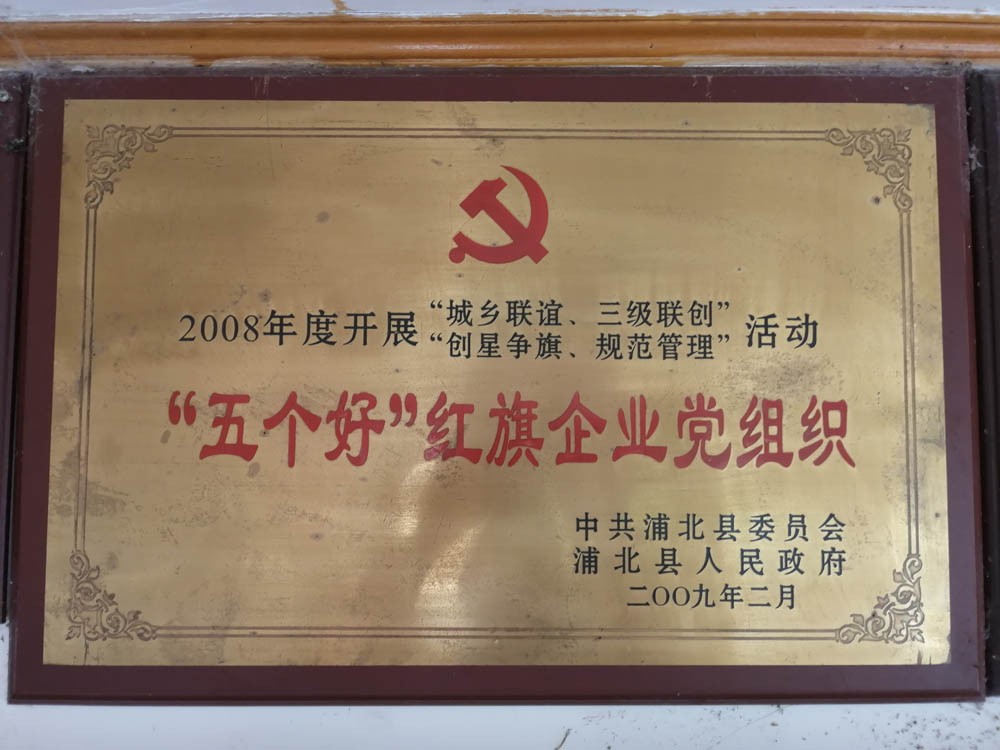 2008年度开展“城乡联谊、三级联创”活动
“创星争旗、规范管理”
“五个好”红旗企业党组织
中共浦北县委员会
浦北县人民政府
二OO九年二月